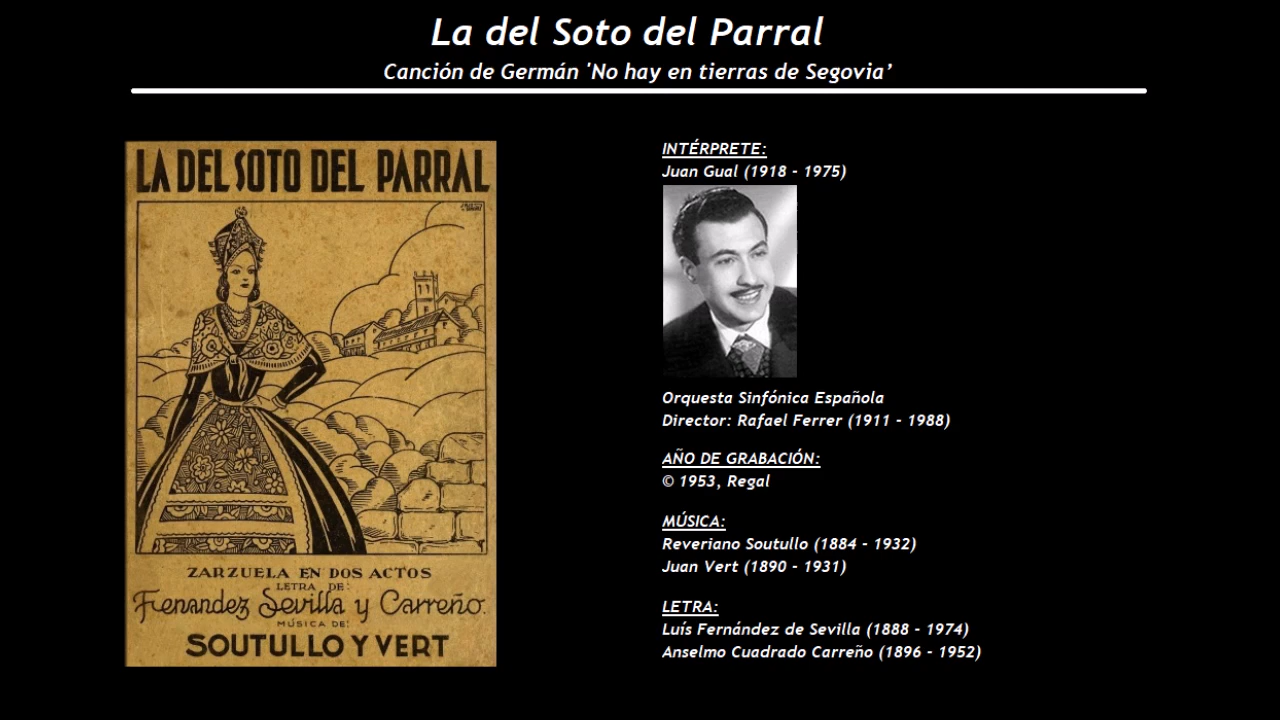 La del Soto del Parral
Canción de Germán 'No hay en tierras de Segovia’
LA DEL SOTO DEL PARRAL
ZARZUELA EN DOS ACTOS
LETRA DE:
Fernandez Sevilla y Carreño.
MÚSICA DE:
SOUTULLO Y VERT
INTÉRPRETE:
Juan Gual (1918 - 1975)
Orquesta Sinfónica Española
Director: Rafael Ferrer (1911 - 1988)
AÑO DE GRABACIÓN:
© 1953, Regal
MÚSICA:
Reveriano Soutullo (1884 - 1932)
Juan Vert (1890 - 1931)
LETRA:
Luís Fernández de Sevilla (1888 - 1974)
Anselmo Cuadrado Carreño (1896 - 1952)